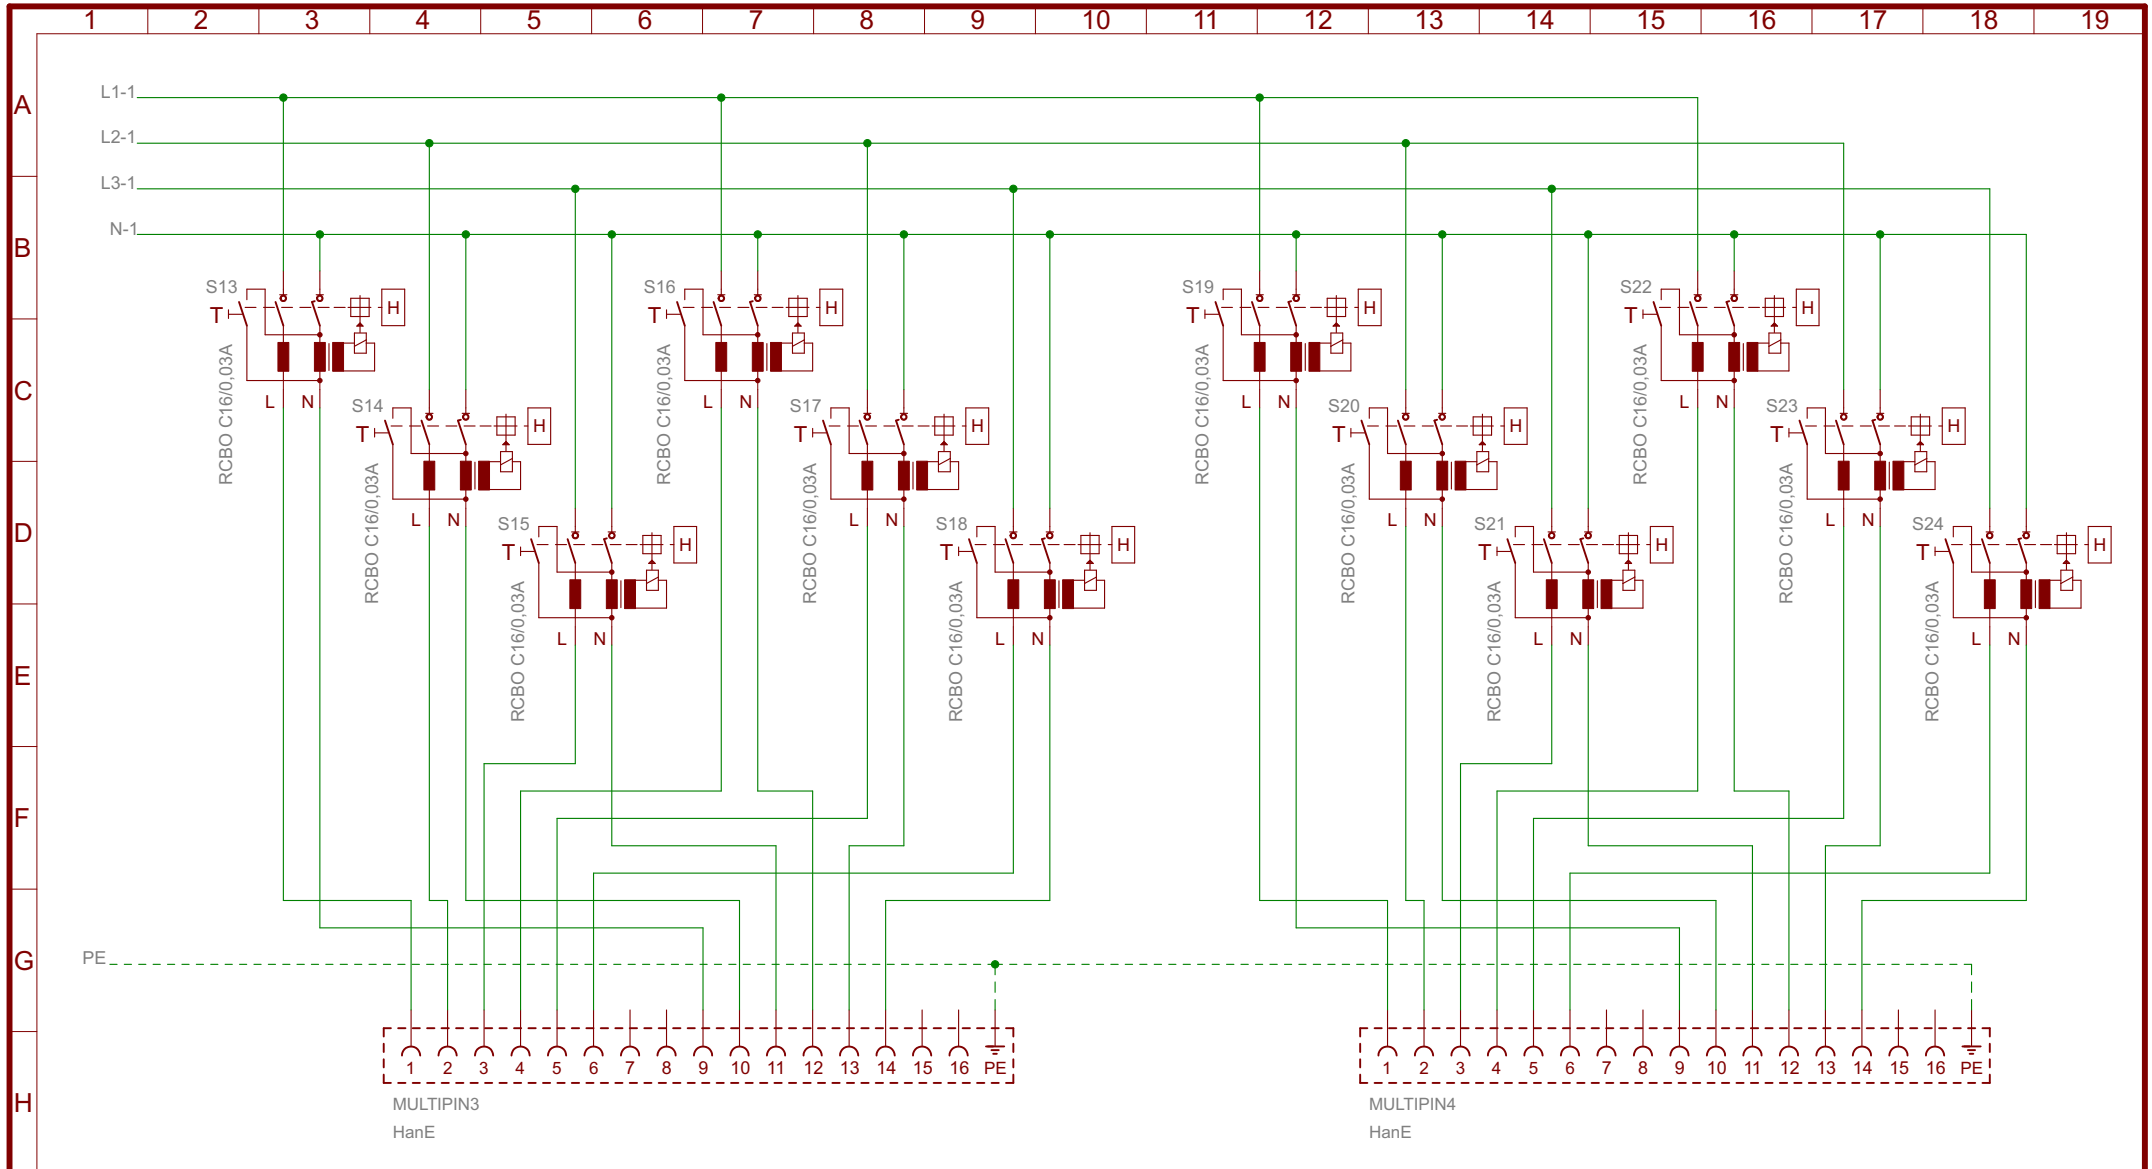 1 2 3 4 5 6 7 8 9 10 11 12 13 14 15 16 17 18 19
A
L1-1
L2-1
L3-1
N-1
B
S13 H S16 H S19 H S22 H
T T T T
RCBO C16/0,03A RCBO C16/0,03A RCBO C16/0,03A RCBO C16/0,03A
C
L N L N L N L N
S14 H S17 H S20 H S23 H
T T T T
RCBO C16/0,03A RCBO C16/0,03A RCBO C16/0,03A RCBO C16/0,03A
L N L N L N L N
D
S15 H S18 H S21 H S24 H
T T T T
RCBO C16/0,03A RCBO C16/0,03A RCBO C16/0,03A RCBO C16/0,03A
L N L N L N L N
E
F
G
PE
1 2 3 4 5 6 7 8 9 10 11 12 13 14 15 16 PE 1 2 3 4 5 6 7 8 9 10 11 12 13 14 15 16 PE
H
MULTIPIN3 MULTIPIN4
HanE HanE